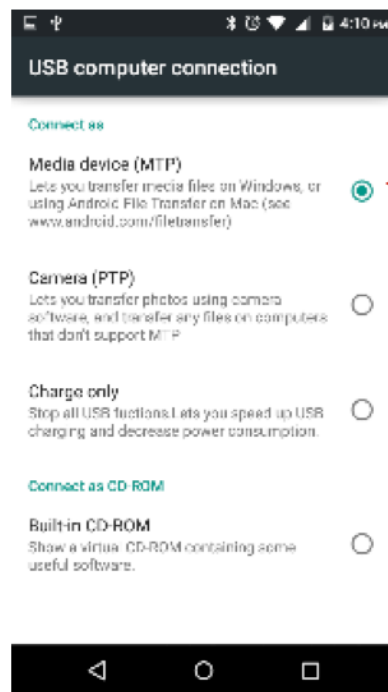 4:10 PM
USB computer connection
Connect as
Media device (MTP)
Lets you transfer media files on Windows, or
using Android File Transfer on Mac (see
www.android.com/filetransfer)
Camera (PTP)
Lets you transfer photos using camera
software, and transfer any files on computers
that don't support MTP
Charge only
Stop all USB fuctions.Lets you speed up USB
charging and decrease power consumption.
Connect as CD-ROM
Built-in CD-ROM
Show a virtual CD-ROM containing some
useful software.